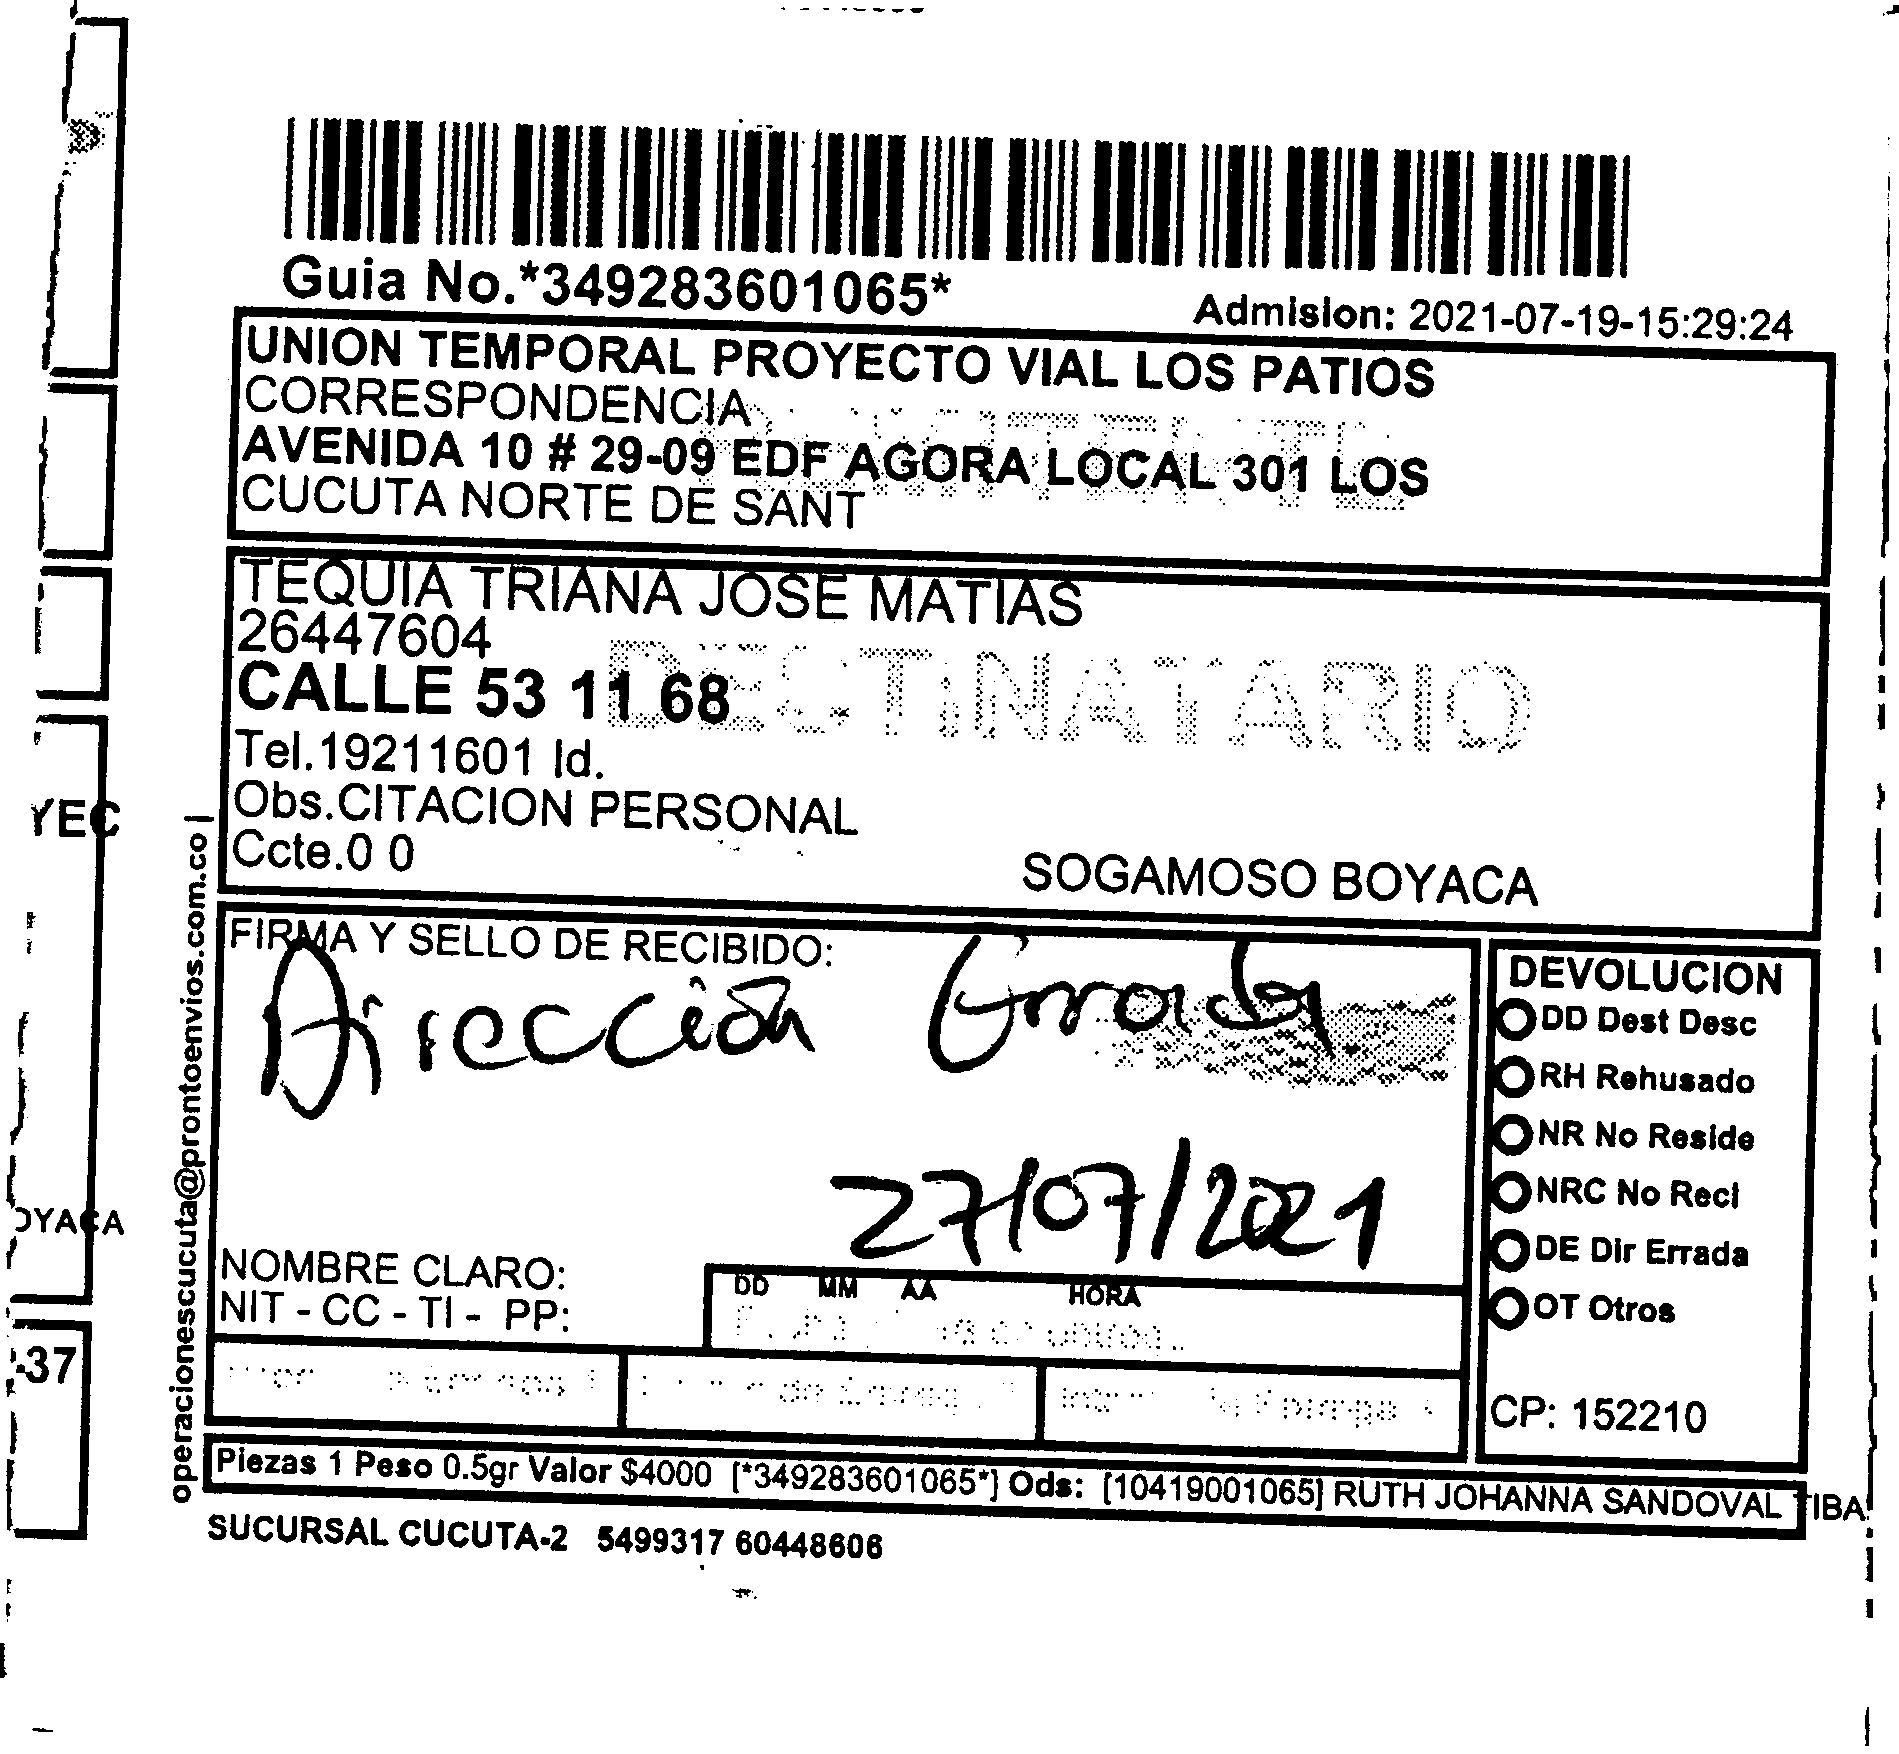 Guia No.*349283601065*
Admision: 2021-07-19-15:29:24
UNION TEMPORAL PROYECTO VIAL LOS PATIOS
CORRESPONDENCIA
AVENIDA 10 # 29-09 EDF AGORA LOCAL 301 LOS
CUCUTA NORTE DE SANT
TEQUIA TRIANA JOSE MATIAS
26447604
DESTINATARIO
CALLE 53 11 68
Tel.19211601 Id.
Obs.CITACION PERSONAL
Ccte.0 0
SOGAMOSO BOYACA
FIRMA Y SELLO DE RECIBIDO:
Dirección Errada.
27/07/2021
NOMBRE CLARO:
NIT - CC - TI - PP:
DD MM AA HORA
DEVOLUCION
DD Dest Desc
RH Rehusado
NR No Reside
NRC No Recl
DE Dir Errada
OT Otros
CP: 152210
Piezas 1 Peso 0.5gr Valor $4000 [*349283601065*] Ods: [10419001065] RUTH JOHANNA SANDOVAL TIBA
SUCURSAL CUCUTA-2 5499317 60448606
operacionescucuta@prontoenvios.com.co |
YEC
OYACA
-37